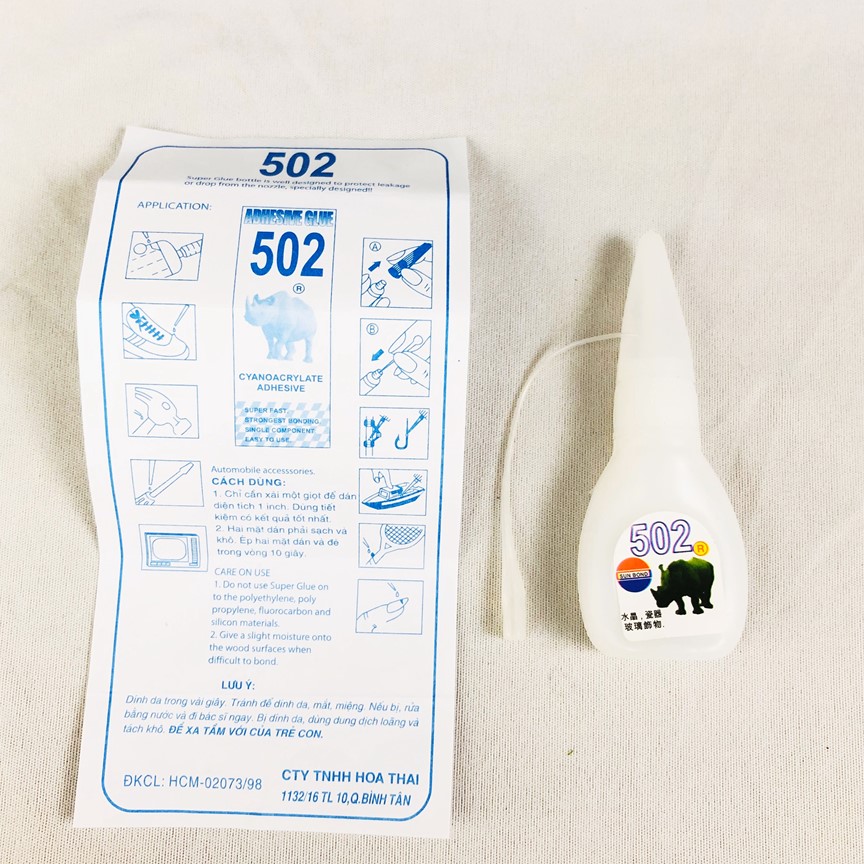 502
Super Glue bottle is well designed to protect leakage
or drop from the nozzle, specially designed!!
APPLICATION:
ADHESIVE GLUE
502
®
CYANOACRYLATE
ADHESIVE
SUPER FAST
STRONGEST BONDING
SINGLE COMPONENT
EASY TO USE
A
B
Automobile accesssories.
CÁCH DÙNG:
1. Chỉ cần xài một giọt để dán
diện tích 1 inch. Dùng tiết
kiệm có kết quả tốt nhất.
2. Hai mặt dán phải sạch và
khô. Ép hai mặt dán và đè
trong vòng 10 giây.
CARE ON USE
1. Do not use Super Glue on
to the polyethylene, poly
propylene, fluorocarbon and
silicon materials.
2. Give a slight moisture onto
the wood surfaces when
difficult to bond.
LƯU Ý:
Dính da trong vài giây. Tránh để dính da, mắt, miệng. Nếu bị, rửa
bằng nước và đi bác sĩ ngay. Bị dính da, dùng dung dịch loãng và
tách khô. ĐỂ XA TẦM VỚI CỦA TRẺ CON.
ĐKCL: HCM-02073/98
CTY TNHH HOA THAI
1132/16 TL 10,Q.BÌNH TÂN
502
®
SUN BOND
水晶,瓷器
玻璃飾物.